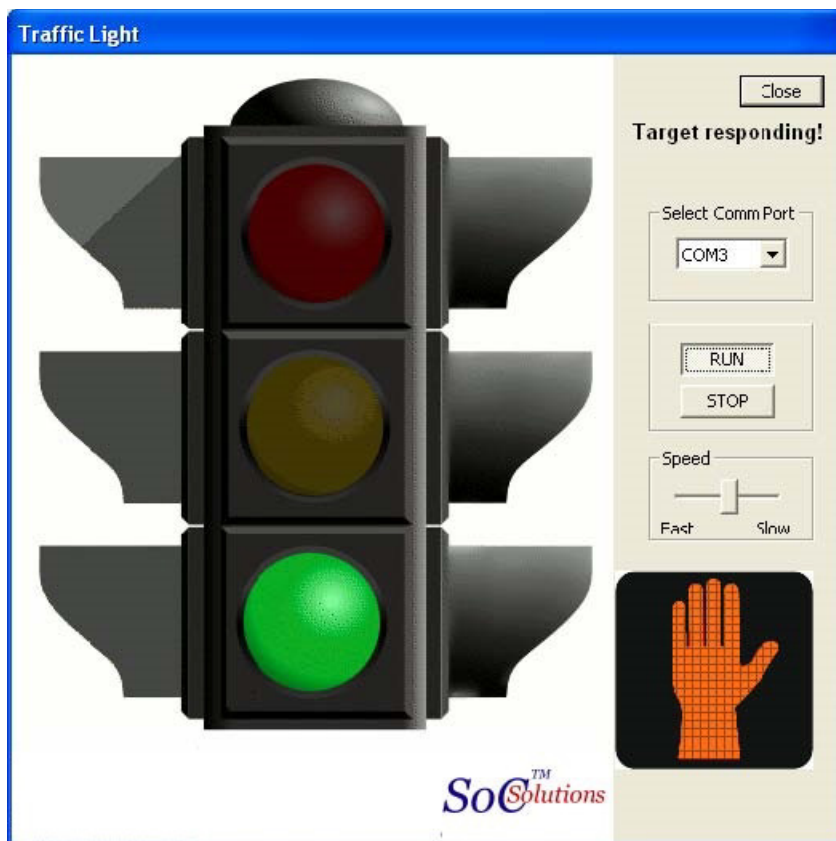 Traffic Light
Close
Target responding!
Select Comm Port
COM3
RUN
STOP
Speed
Fast Slow
SoC Solutions TM